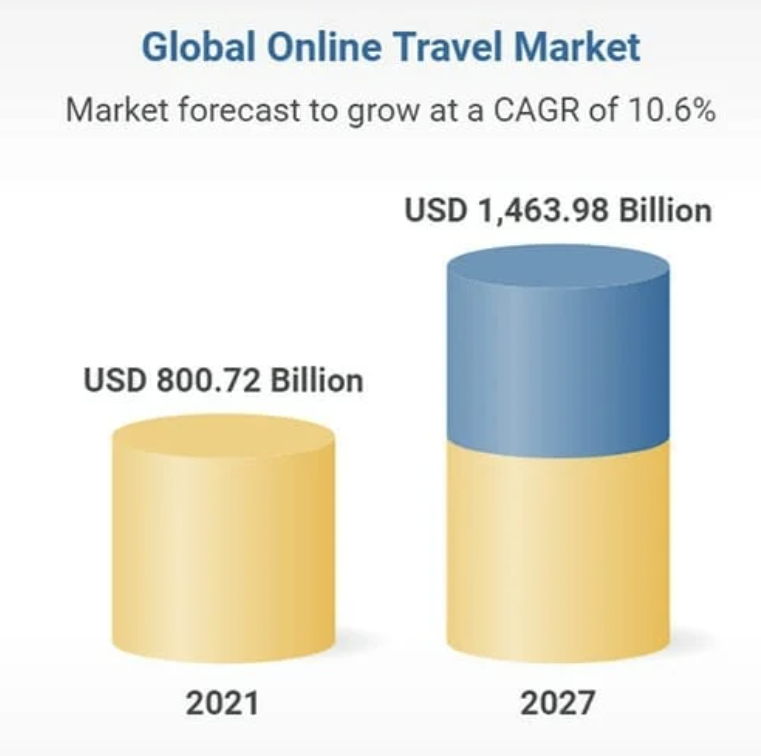 Global Online Travel Market
Market forecast to grow at a CAGR of 10.6%
USD 1,463.98 Billion
USD 800.72 Billion
2021
2027